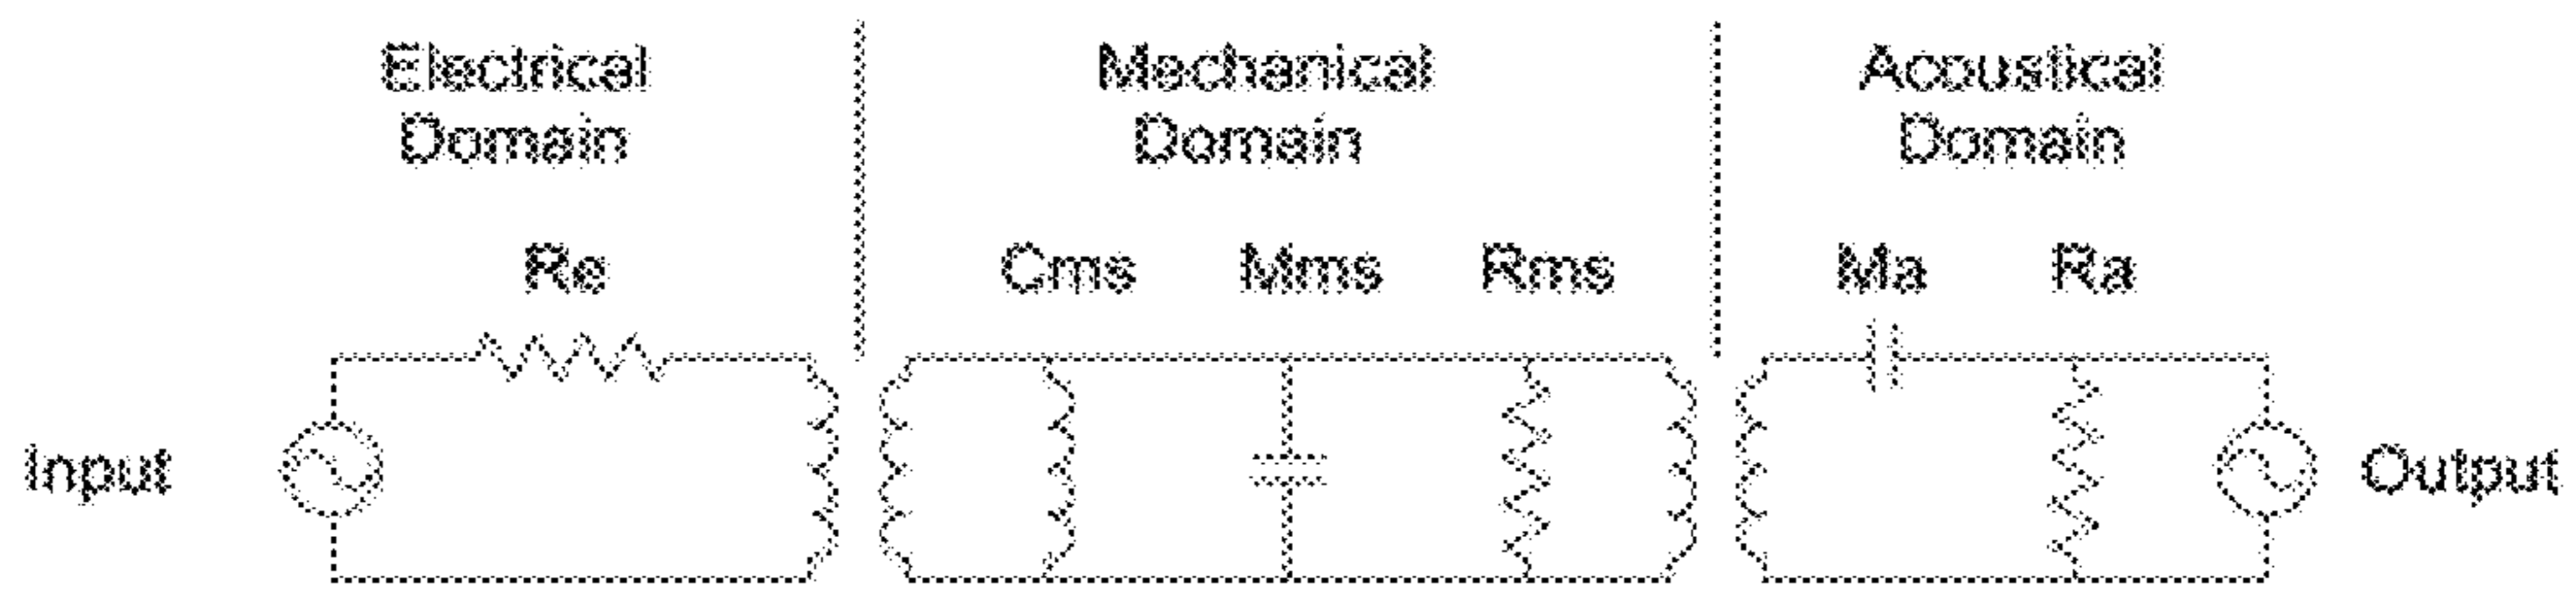 Electrical
Domain
Mechanical
Domain
Acoustical
Domain
Re
Cms
Mms
Rms
Ma
Ra
Input
Output